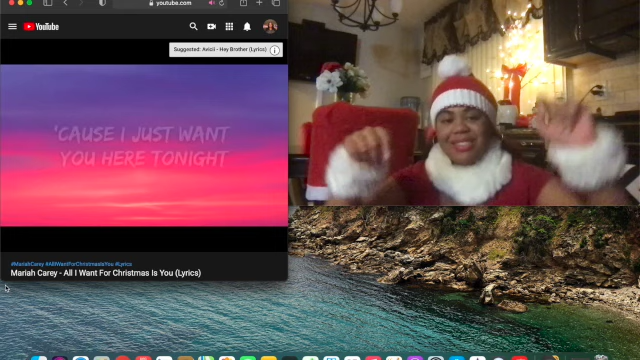 youtube.com
YouTube
Suggested: Avicii - Hey Brother (Lyrics)
'CAUSE I JUST WANT
YOU HERE TONIGHT
#MariahCarey #AllIWantForChristmasIsYou #Lyrics
Mariah Carey - All I Want For Christmas Is You (Lyrics)